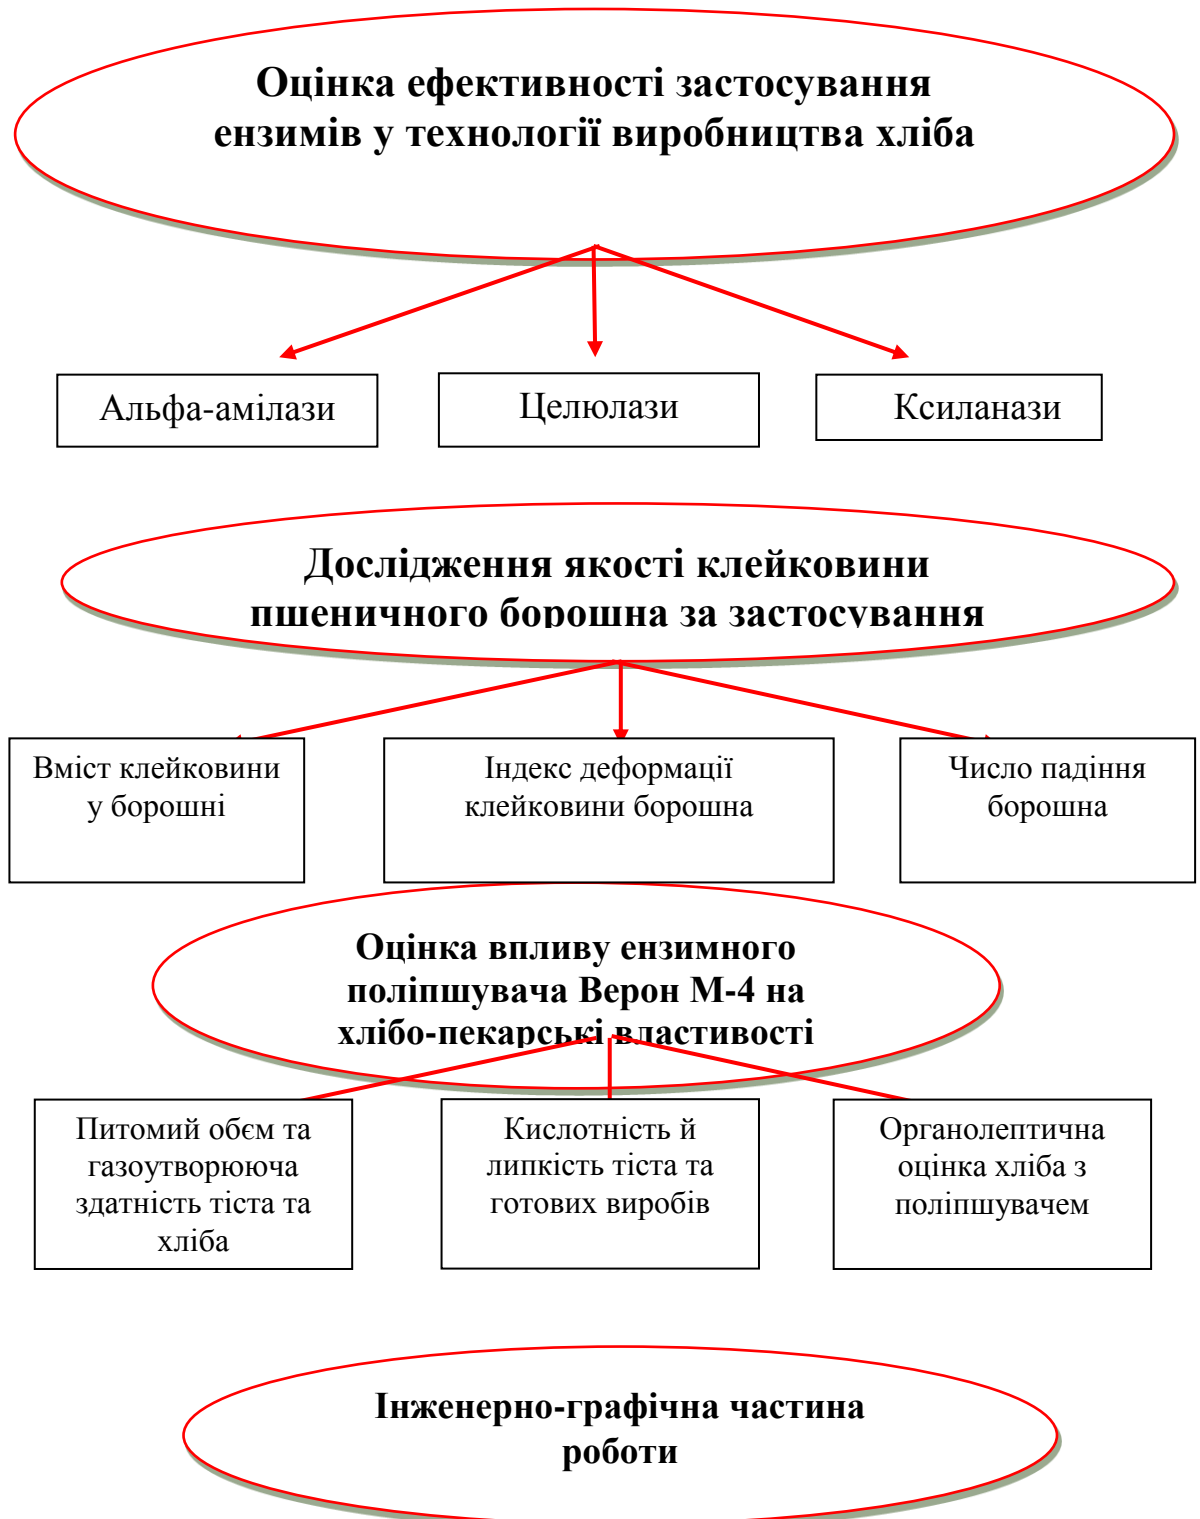 Оцінка ефективності застосування
ензимів у технології виробництва хліба
Альфа-амілази
Целюлази
Ксиланази
Дослідження якості клейковини
пшеничного борошна за застосування
Вміст клейковини
у борошні
Індекс деформації
клейковини борошна
Число падіння
борошна
Оцінка впливу ензимного
поліпшувача Верон М-4 на
хлібо-пекарські властивості
Питомий обєм та
газоутворююча
здатність тіста та
хліба
Кислотність й
липкість тіста та
готових виробів
Органолептична
оцінка хліба з
поліпшувачем
Інженерно-графічна частина
роботи